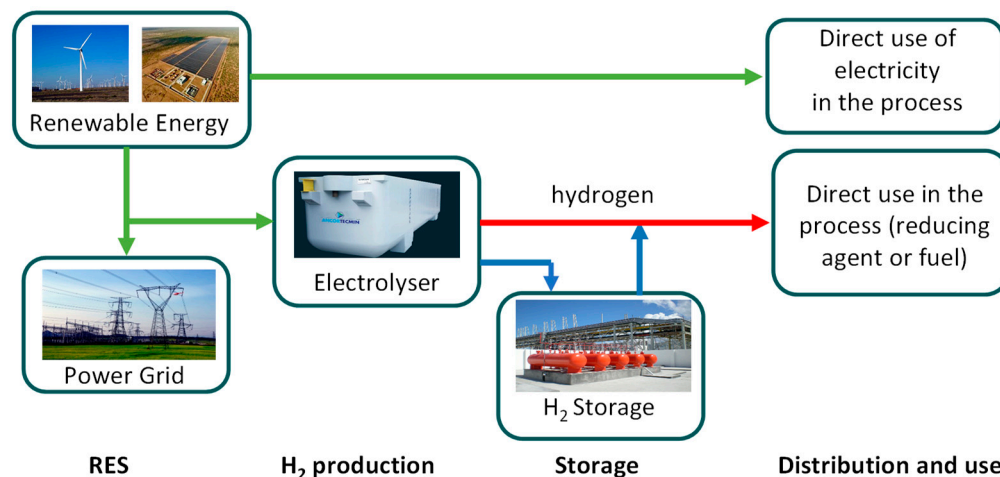 Renewable Energy
Direct use of
electricity
in the process
hydrogen
Direct use in the
process (reducing
agent or fuel)
Electrolyser
Power Grid
H₂ Storage
RES
H₂ production
Storage
Distribution and use